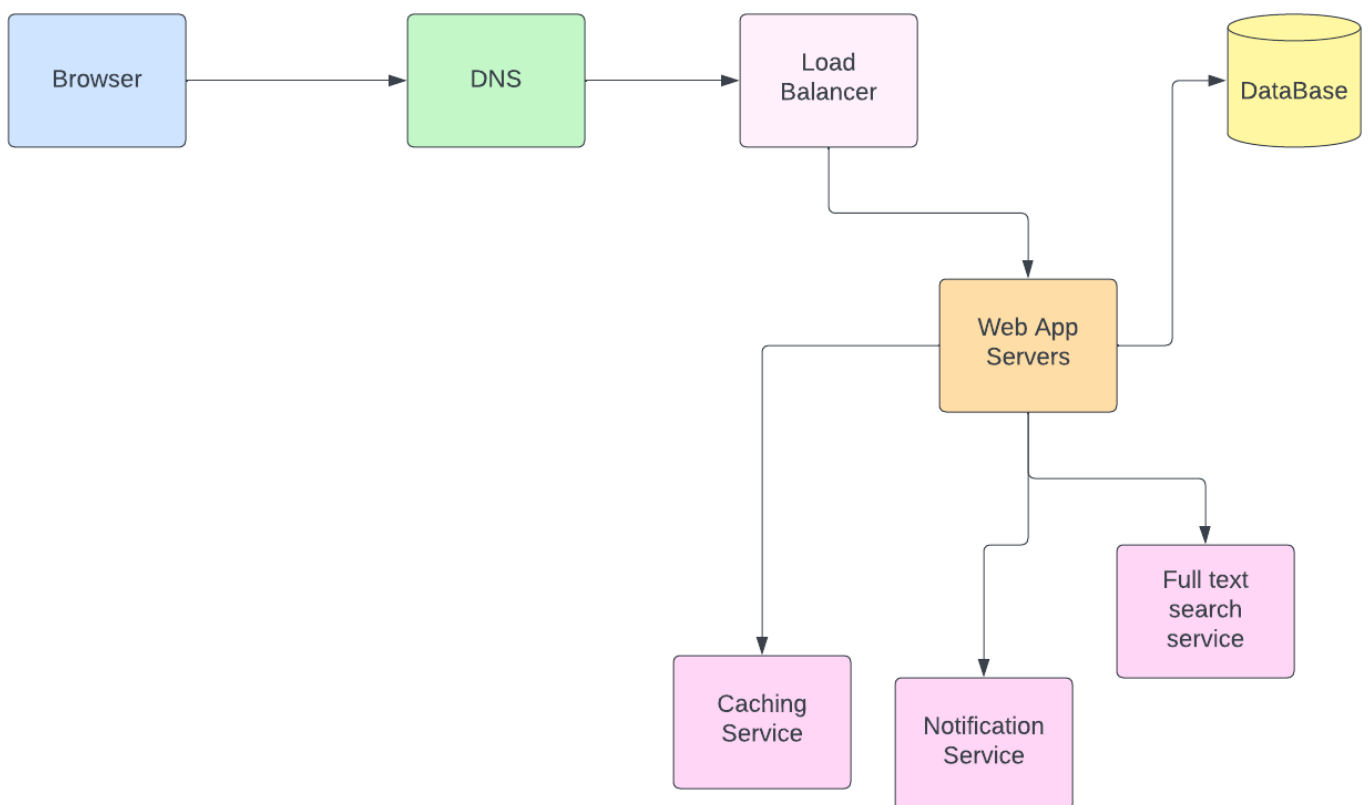 Browser
DNS
Load
Balancer
DataBase
Web App
Servers
Full text
search
service
Caching
Service
Notification
Service